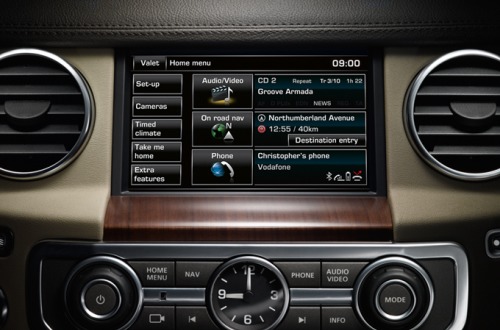 Valet Home menu 09:00
Set-up
Cameras
Timed
climate
Take me
home
Extra
features
Audio/Video
On road nav
N
Phone
CD 2 Repeat Tr 3/10 1h 22
Groove Armada
NEWS
Northumberland Avenue
12:55 / 40km
Destination entry
Christopher's phone
Vodafone
HOME
MENU
NAV
12
9
PHONE
AUDIO
VIDEO
MODE
INFO